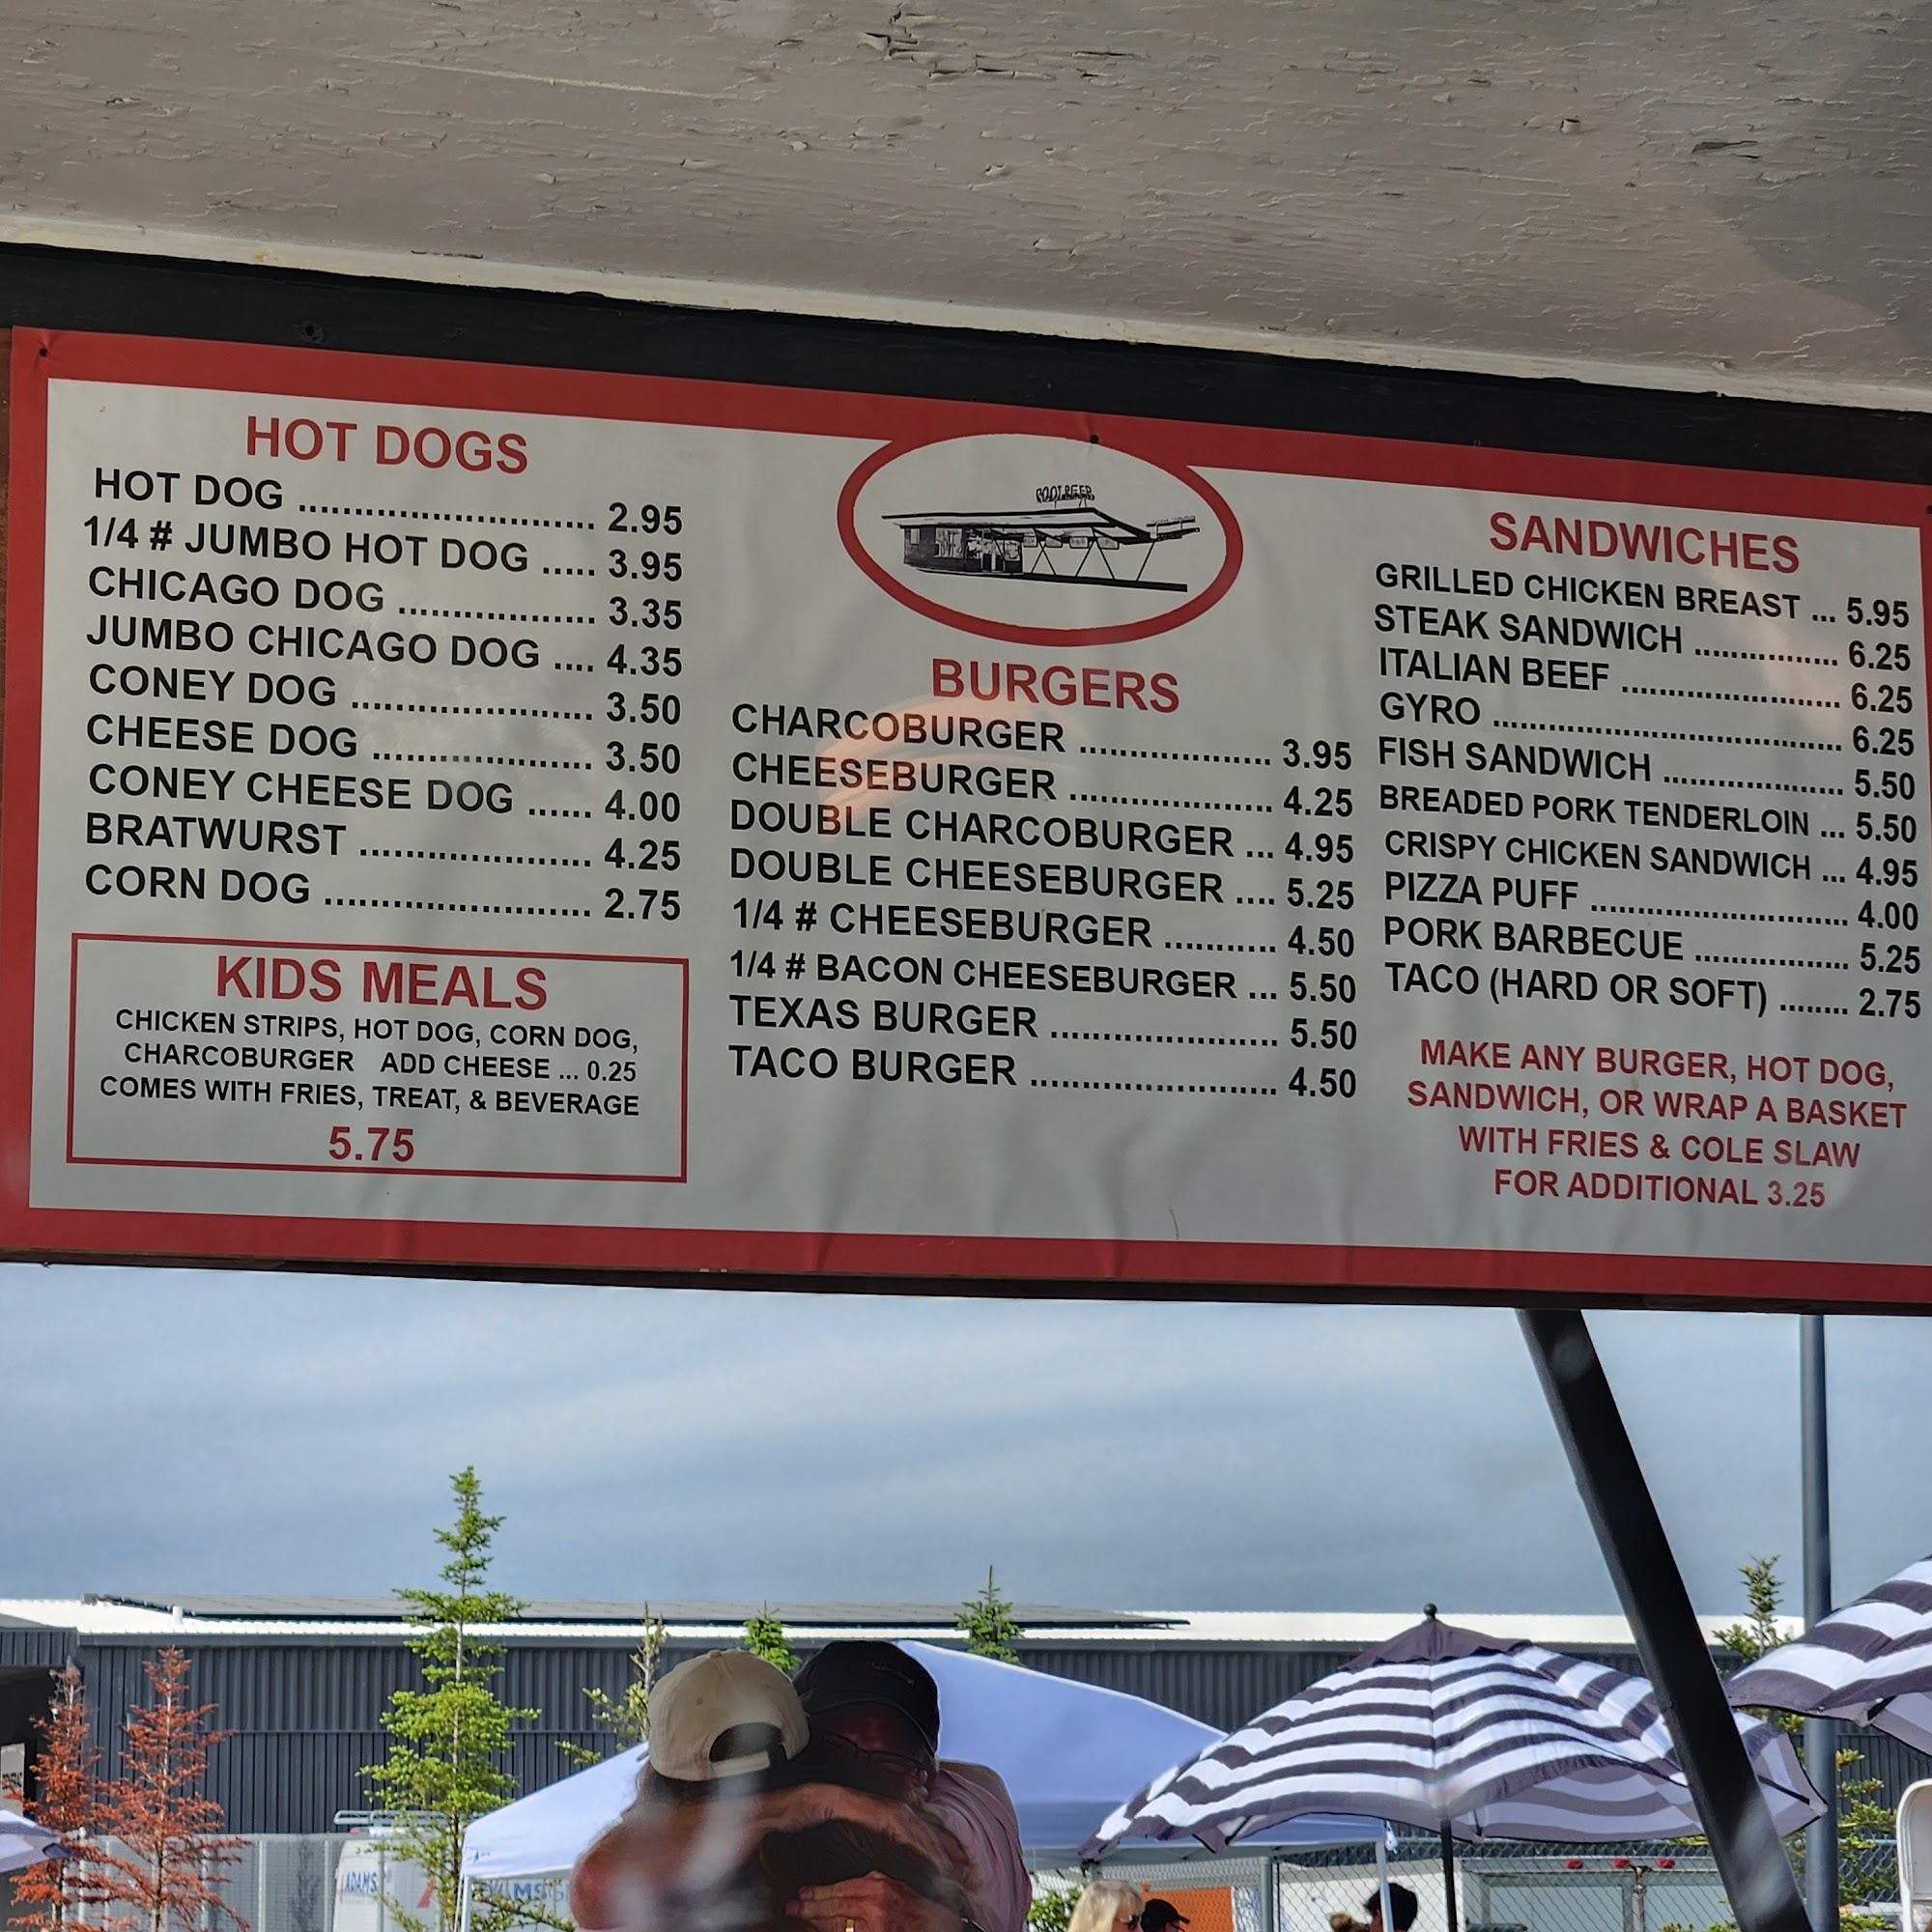 HOT DOGS
HOT DOG ........................... 2.95
1/4 # JUMBO HOT DOG ..... 3.95
CHICAGO DOG .................. 3.35
JUMBO CHICAGO DOG .... 4.35
CONEY DOG ...................... 3.50
CHEESE DOG .................... 3.50
CONEY CHEESE DOG ...... 4.00
BRATWURST ..................... 4.25
CORN DOG ........................ 2.75
KIDS MEALS
CHICKEN STRIPS, HOT DOG, CORN DOG,
CHARCOBURGER ADD CHEESE ... 0.25
COMES WITH FRIES, TREAT, & BEVERAGE
5.75
ROOT BEER
BURGERS
CHARCOBURGER .................. 3.95
CHEESEBURGER ................... 4.25
DOUBLE CHARCOBURGER ... 4.95
DOUBLE CHEESEBURGER .... 5.25
1/4 # CHEESEBURGER ........... 4.50
1/4 # BACON CHEESEBURGER ... 5.50
TEXAS BURGER ..................... 5.50
TACO BURGER ....................... 4.50
SANDWICHES
GRILLED CHICKEN BREAST ... 5.95
STEAK SANDWICH ................ 6.25
ITALIAN BEEF ........................ 6.25
GYRO ...................................... 6.25
FISH SANDWICH .................... 5.50
BREADED PORK TENDERLOIN ... 5.50
CRISPY CHICKEN SANDWICH ... 4.95
PIZZA PUFF ............................ 4.00
PORK BARBECUE ................. 5.25
TACO (HARD OR SOFT) ........ 2.75
MAKE ANY BURGER, HOT DOG,
SANDWICH, OR WRAP A BASKET
WITH FRIES & COLE SLAW
FOR ADDITIONAL 3.25
ADAMS